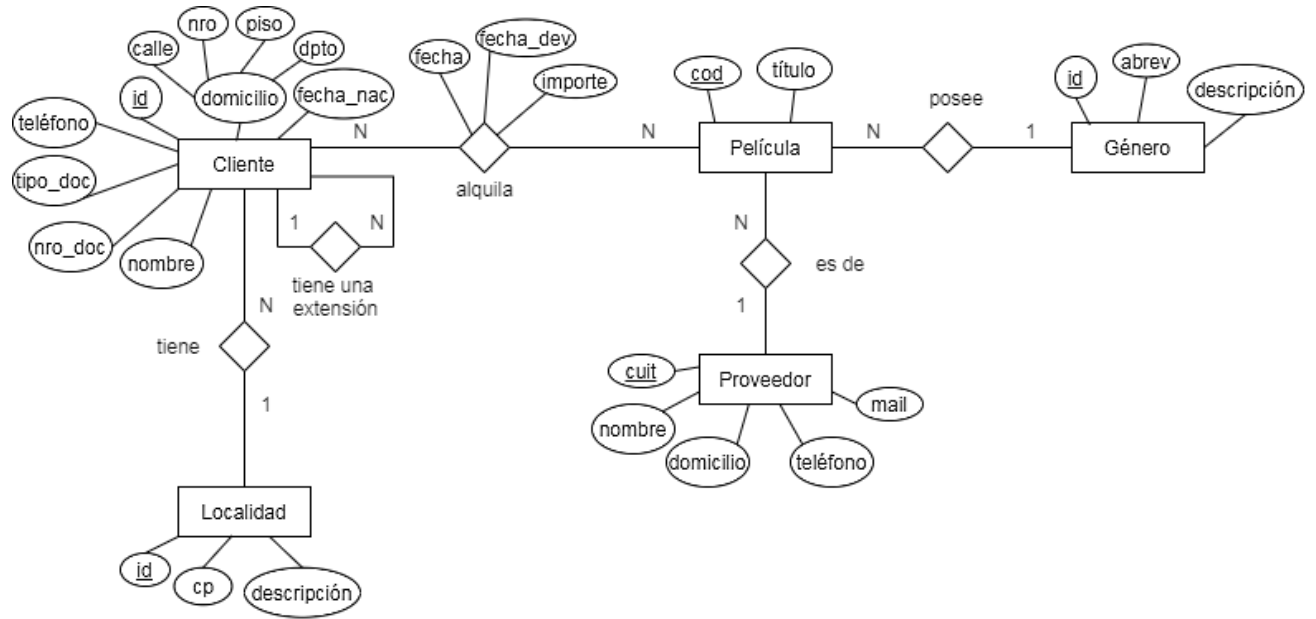 nro
piso
calle
dpto
id
domicilio
fecha_nac
teléfono
tipo_doc
nro_doc
nombre
Cliente
N
fecha
fecha_dev
importe
alquila
N
cod
título
Película
N
posee
1
id
abrev
descripción
Género
1
N
tiene una
extensión
N
tiene
1
Localidad
id
cp
descripción
N
es de
1
Proveedor
cuit
nombre
domicilio
teléfono
mail